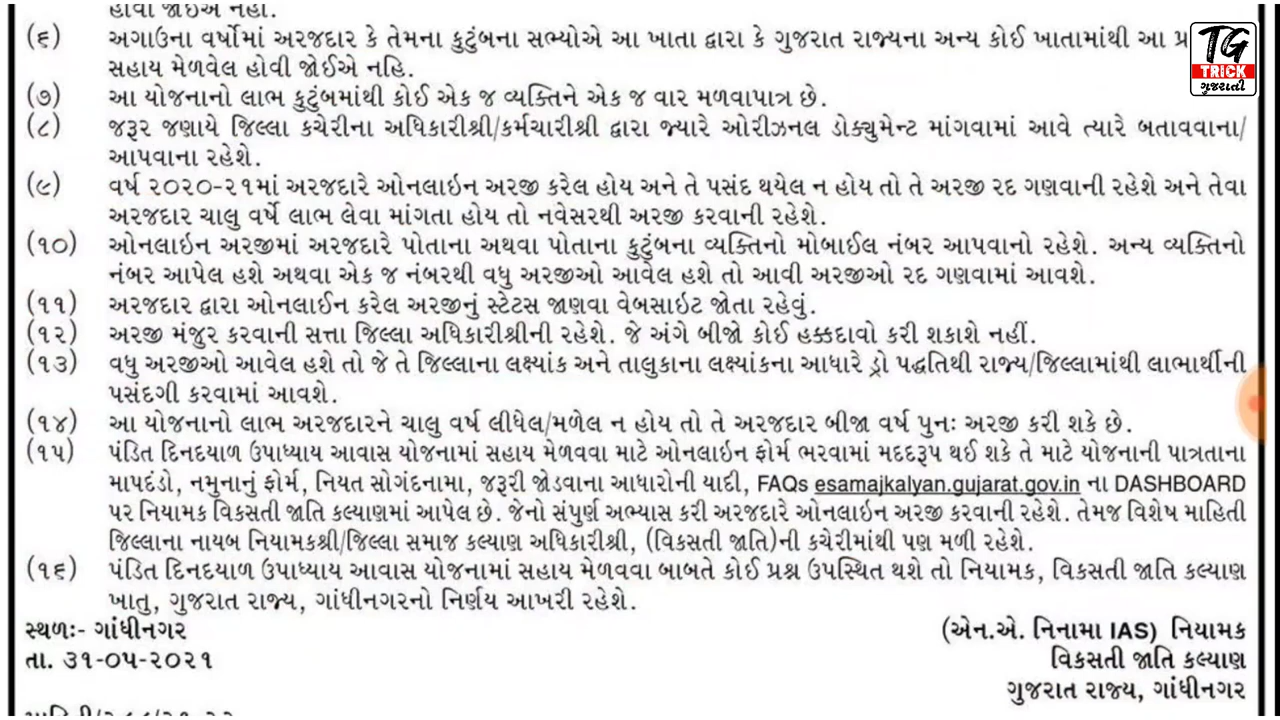 હોવા જોઇએ નહી.
(૬) અગાઉના વર્ષોમાં અરજદાર કે તેમના કુટુંબના સભ્યોએ આ ખાતા દ્વારા કે ગુજરાત રાજ્યના અન્ય કોઈ ખાતામાંથી આ
સહાય મેળવેલ હોવી જોઈએ નહિ.
(૭) આ યોજનાનો લાભ કુટુંબમાંથી કોઈ એક જ વ્યક્તિને એક જ વાર મળવાપાત્ર છે.
(૮) જરૂર જણાયે જિલ્લા કચેરીના અધિકારીશ્રી/કર્મચારીશ્રી દ્વારા જ્યારે ઓરીઝનલ ડોક્યુમેન્ટ માંગવામાં આવે ત્યારે બતાવવાના/
આપવાના રહેશે.
(૯) વર્ષ ૨૦૨૦-૨૧માં અરજદારે ઓનલાઇન અરજી કરેલ હોય અને તે પસંદ થયેલ ન હોય તો તે અરજી રદ ગણવાની રહેશે અને તેવા
અરજદાર ચાલુ વર્ષે લાભ લેવા માંગતા હોય તો નવેસરથી અરજી કરવાની રહેશે.
(૧૦) ઓનલાઇન અરજીમાં અરજદારે પોતાના અથવા પોતાના કુટુંબના વ્યક્તિનો મોબાઈલ નંબર આપવાનો રહેશે. અન્ય વ્યક્તિનો
નંબર આપેલ હશે અથવા એક જ નંબરથી વધુ અરજીઓ આવેલ હશે તો આવી અરજીઓ રદ ગણવામાં આવશે.
(૧૧) અરજદાર દ્વારા ઓનલાઈન કરેલ અરજીનું સ્ટેટસ જાણવા વેબસાઇટ જોતા રહેવું.
(૧૨) અરજી મંજુર કરવાની સત્તા જિલ્લા અધિકારીશ્રીની રહેશે. જે અંગે બીજો કોઈ હક્કદાવો કરી શકાશે નહીં.
(૧૩) વધુ અરજીઓ આવેલ હશે તો જે તે જિલ્લાના લક્ષ્યાંક અને તાલુકાના લક્ષ્યાંકના આધારે ડ્રો પદ્ધતિથી રાજ્ય/જિલ્લામાંથી લાભાર્થીની
પસંદગી કરવામાં આવશે.
(૧૪) આ યોજનાનો લાભ અરજદારને ચાલુ વર્ષ લીધેલ/મળેલ ન હોય તો તે અરજદાર બીજા વર્ષ પુનઃ અરજી કરી શકે છે.
(૧૫) પંડિત દિનદયાળ ઉપાધ્યાય આવાસ યોજનામાં સહાય મેળવવા માટે ઓનલાઇન ફોર્મ ભરવામાં મદદરૂપ થઈ શકે તે માટે યોજનાની પાત્રતાના
માપદંડો, નમુનાનું ફોર્મ, નિયત સોગંદનામા, જરૂરી જોડવાના આધારોની યાદી, FAQs esamajkalyan.gujarat.gov.in ના DASHBOARD
પર નિયામક વિકસતી જાતિ કલ્યાણમાં આપેલ છે. જેનો સંપુર્ણ અભ્યાસ કરી અરજદારે ઓનલાઇન અરજી કરવાની રહેશે. તેમજ વિશેષ માહિતી
જિલ્લાના નાયબ નિયામકશ્રી/જિલ્લા સમાજ કલ્યાણ અધિકારીશ્રી, (વિકસતી જાતિ)ની કચેરીમાંથી પણ મળી રહેશે.
(૧૬) પંડિત દિનદયાળ ઉપાધ્યાય આવાસ યોજનામાં સહાય મેળવવા બાબતે કોઈ પ્રશ્ન ઉપસ્થિત થશે તો નિયામક, વિકસતી જાતિ કલ્યાણ
ખાતુ, ગુજરાત રાજ્ય, ગાંધીનગરનો નિર્ણય આખરી રહેશે.
સ્થળઃ- ગાંધીનગર
તા. ૩૧-૦૫-૨૦૨૧
(એન.એ. નિનામા IAS) નિયામક
વિકસતી જાતિ કલ્યાણ
ગુજરાત રાજ્ય, ગાંધીનગર
TG
TRICK
ગુજરાતી